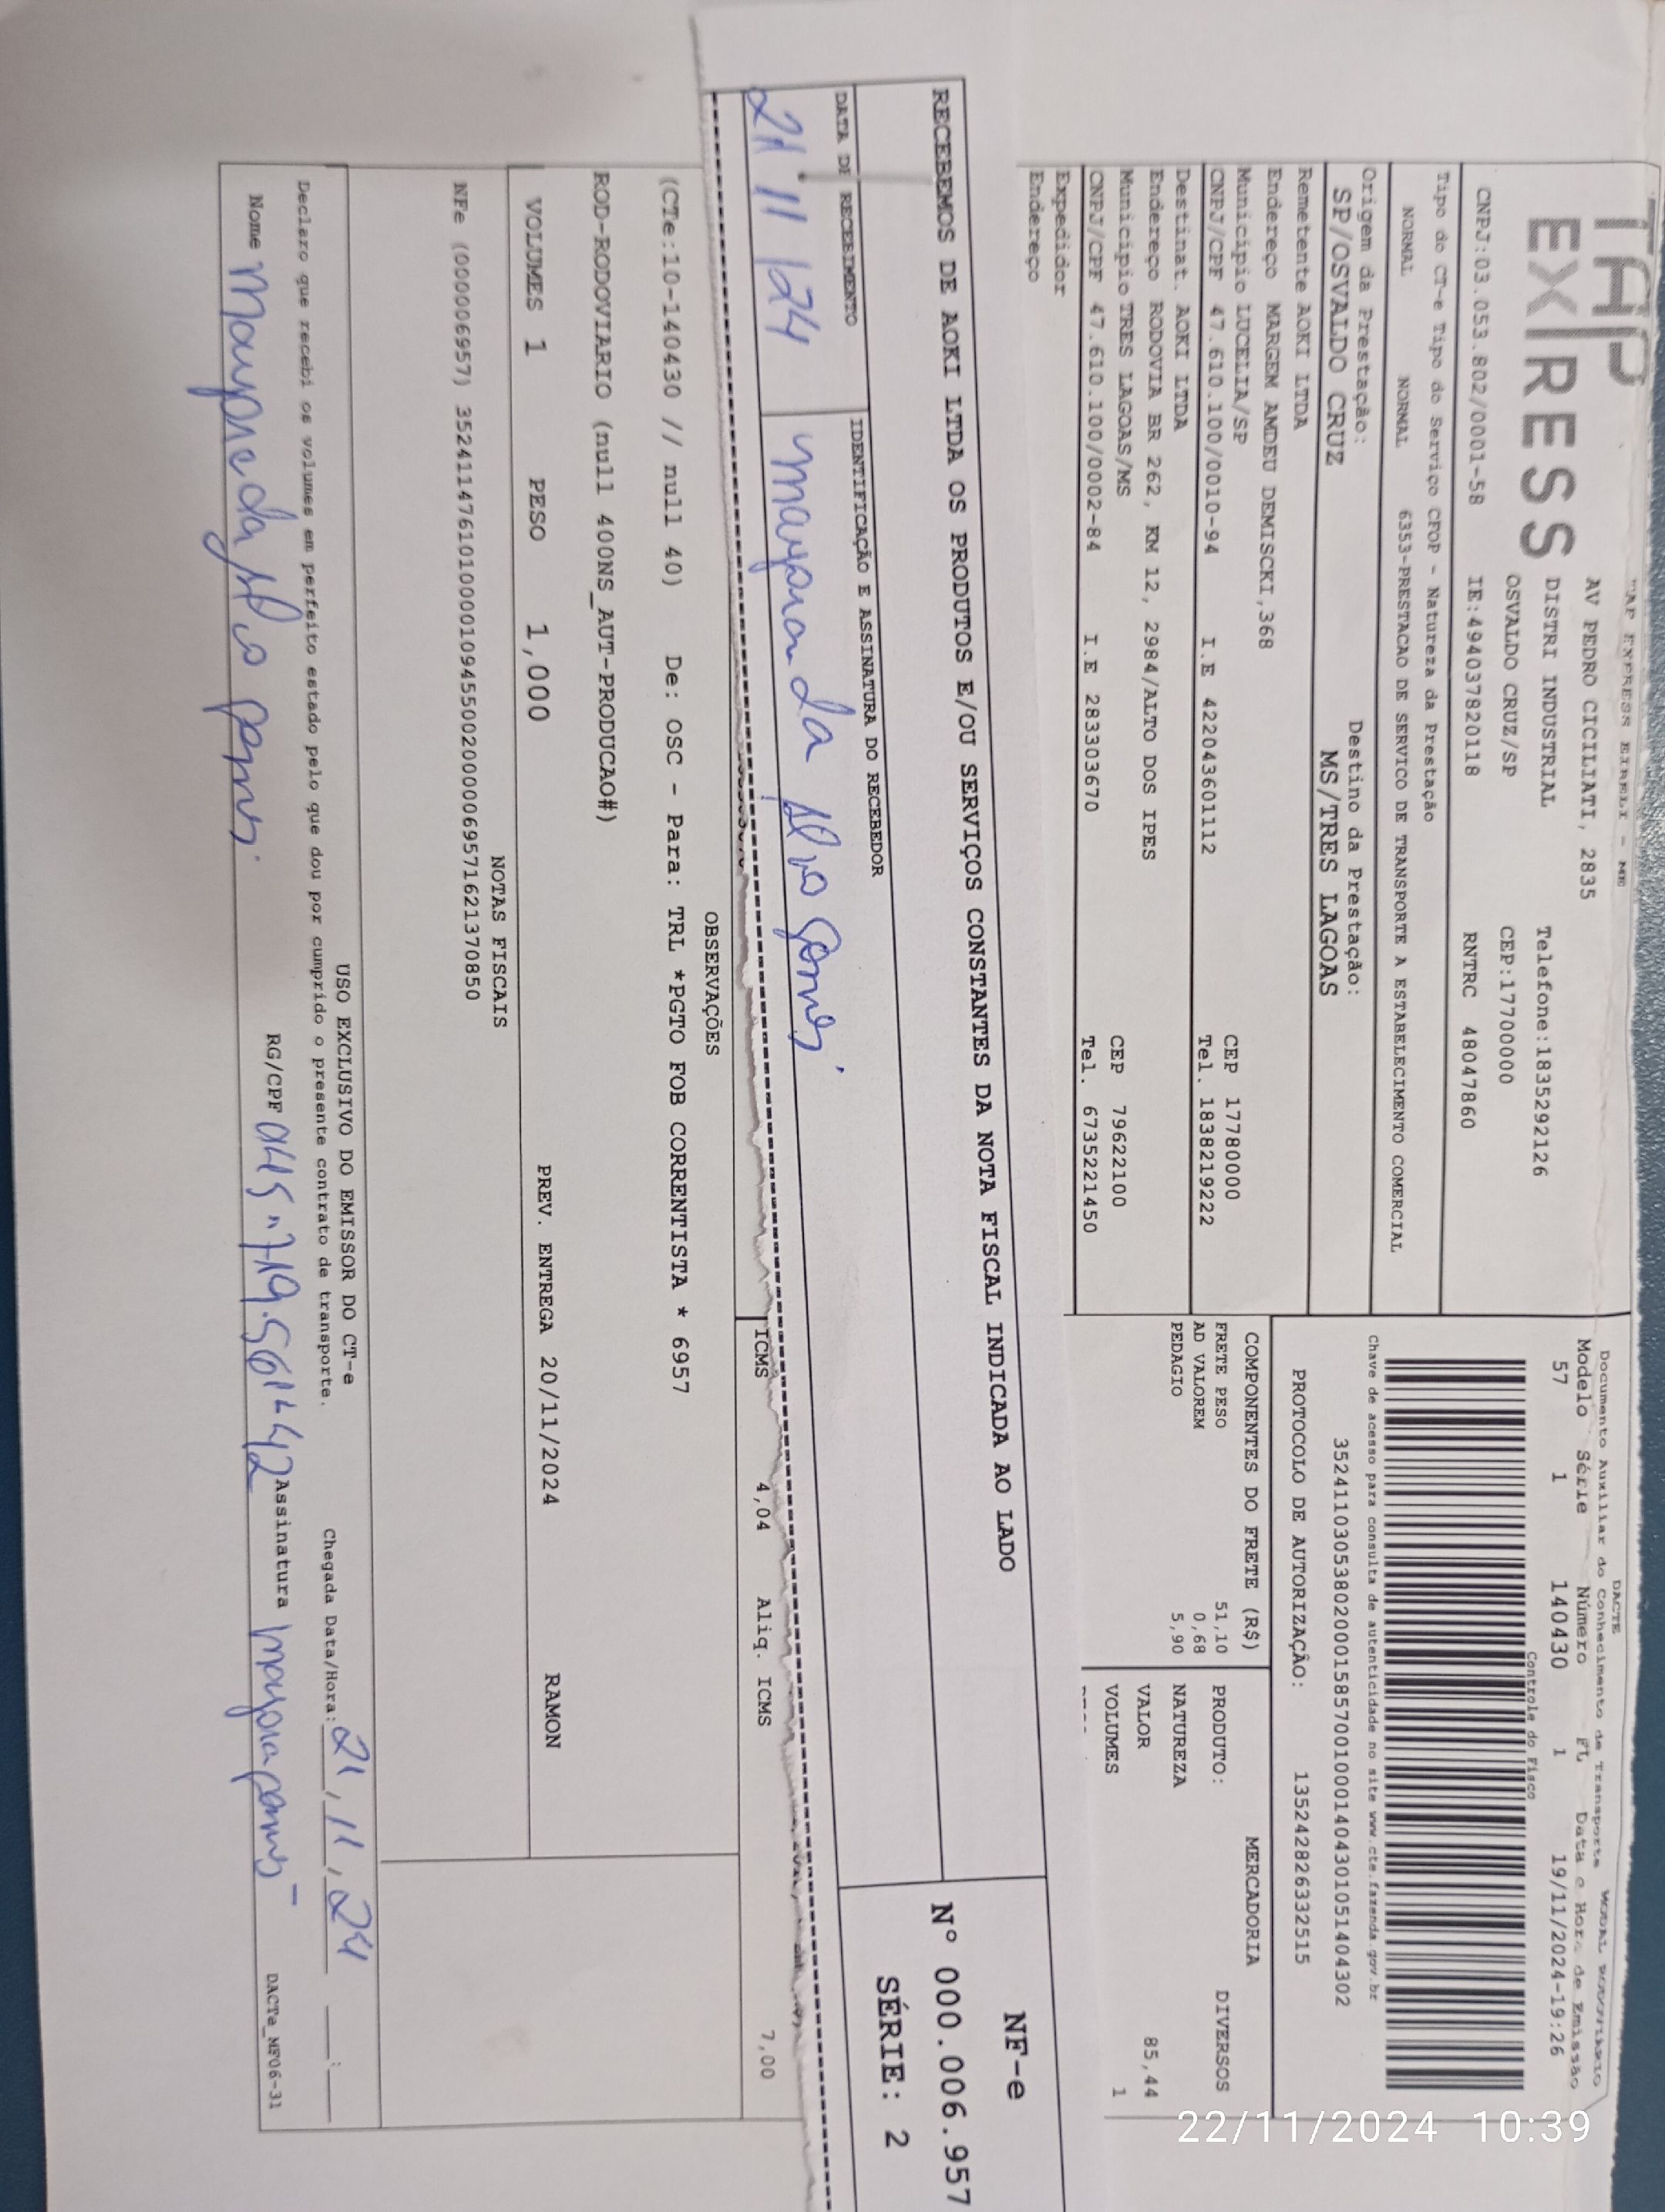 TAP
EXPRESS
TAP EXPRESS EIRELI - ME
AV PEDRO CICILIATI, 2835
DISTRI INDUSTRIAL
Telefone:1835292126
OSVALDO CRUZ/SP
CEP:17700000
CNPJ:03.053.802/0001-58
IE:494037820118
RNTRC 48047860
DACTE
Documento Auxiliar do Conhecimento de Transporte
MODAL RODOVIARIO
Modelo Série Número FL Data e Hora de Emissão
57 1 140430 1 19/11/2024-19:26
Controle do Fisco
Chave de acesso para consulta de autenticidade no site www.cte.fazenda.gov.br
35241103053802000158570010001404301051404302
PROTOCOLO DE AUTORIZAÇÃO: 135242826332515
Tipo do CT-e Tipo do Serviço CFOP - Natureza da Prestação
NORMAL NORMAL 6353-PRESTACAO DE SERVICO DE TRANSPORTE A ESTABELECIMENTO COMERCIAL
Origem da Prestação: Destino da Prestação:
SP/OSVALDO CRUZ MS/TRES LAGOAS
Remetente AOKI LTDA
Endereço MARGEM AMDEU DEMISCKI,368
Município LUCELIA/SP CEP 17780000
CNPJ/CPF 47.610.100/0010-94 I.E 422043601112 Tel. 1838219222
Destinat. AOKI LTDA
Endereço RODOVIA BR 262, KM 12, 2984/ALTO DOS IPES
Município TRES LAGOAS/MS CEP 79622100
CNPJ/CPF 47.610.100/0002-84 I.E 283303670 Tel. 6735221450
Expedidor
Endereço
COMPONENTES DO FRETE (R$)
FRETE PESO 51,10
AD VALOREM 0,68
PEDAGIO 5,90
MERCADORIA
PRODUTO: DIVERSOS
NATUREZA
VALOR 85,44
VOLUMES 1
RECEBEMOS DE AOKI LTDA OS PRODUTOS E/OU SERVIÇOS CONSTANTES DA NOTA FISCAL INDICADA AO LADO
NF-e
N° 000.006.957
SÉRIE: 2
DATA DE RECEBIMENTO
IDENTIFICAÇÃO E ASSINATURA DO RECEBEDOR
21 11 124
ICMS 4,04 Aliq. ICMS 7,00
OBSERVAÇÕES
(CTe:10-140430 // null 40) De: OSC - Para: TRL *PGTO FOB CORRENTISTA * 6957
ROD-RODOVIARIO (null 400NS_AUT-PRODUCAO#)
VOLUMES 1 PESO 1,000 PREV. ENTREGA 20/11/2024 RAMON
NOTAS FISCAIS
NFe (000006957) 35241147610100001094550020000069571621370850
USO EXCLUSIVO DO EMISSOR DO CT-e
Declaro que recebi os volumes em perfeito estado pelo que dou por cumprido o presente contrato de transporte.
Chegada Data/Hora: 21, 11, 24
Nome
RG/CPF 045.719.561-42
Assinatura
DACTe_MF06-31
22/11/2024 10:39